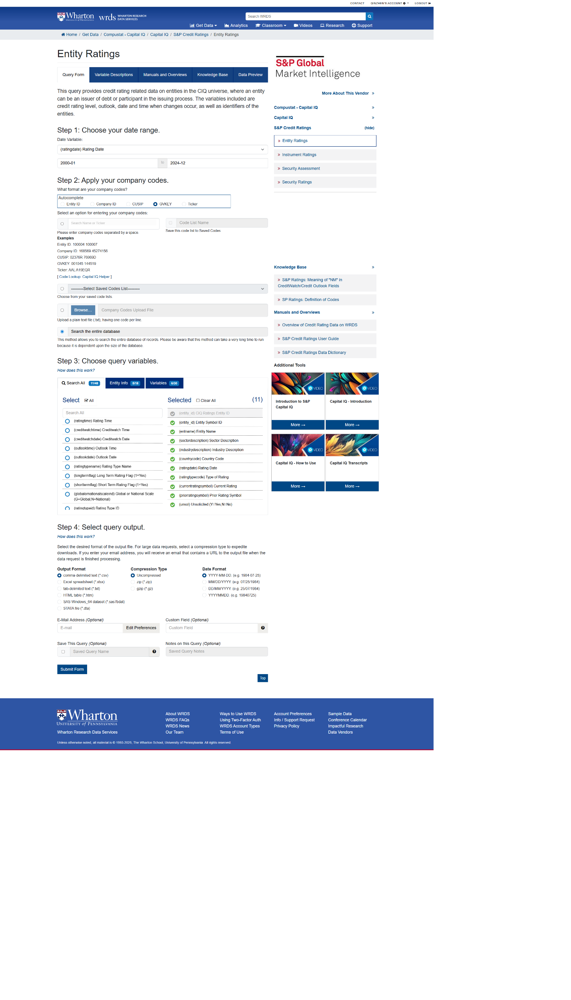 CONTACT QINZHEN'S ACCOUNT LOGOUT
Wharton UNIVERSITY of PENNSYLVANIA wrds WHARTON RESEARCH DATA SERVICES
Search WRDS
Get Data Analytics Classroom Videos Research Support
Home / Get Data / Compustat - Capital IQ / Capital IQ / S&P Credit Ratings / Entity Ratings
Entity Ratings
Query Form Variable Descriptions Manuals and Overviews Knowledge Base Data Preview
This query provides credit rating related data on entities in the CIQ universe, where an entity
can be an issuer of debt or participant in the issuing process. The variables included are
credit rating level, outlook, date and time when changes occur, as well as identifiers of the
entities.
Step 1: Choose your date range.
Date Variable:
(ratingdate) Rating Date
2000-01 to 2024-12
Step 2: Apply your company codes.
What format are your company codes?
Autocomplete
Entity ID Company ID CUSIP GVKEY Ticker
Select an option for entering your company codes:
Search Name or Ticker
Code List Name
Please enter company codes separated by a space.
Save this code list to Saved Codes
Examples
Entity ID: 100004 100007
Company ID: 168569 45274156
CUSIP: 02376R 76969D
GVKEY: 001045 144519
Ticker: AAL A19EQR
[ Code Lookup: Capital IQ Helper ]
---------Select Saved Codes List---------
Choose from your saved code lists.
Browse... Company Codes Upload File
Upload a plain text file (.txt), having one code per line.
Search the entire database
This method allows you to search the entire database of records. Please be aware that this method can take a very long time to run
because it is dependent upon the size of the database.
Step 3: Choose query variables.
How does this work?
Search All 11/48 Entity Info 5/18 Variables 6/30
Select All
Search All
(ratingtime) Rating Time
(creditwatchtime) Creditwatch Time
(creditwatchdate) Creditwatch Date
(outlooktime) Outlook Time
(outlookdate) Outlook Date
(ratingtypename) Rating Type Name
(longtermflag) Long Term Rating Flag (1=Yes)
(shorttermflag) Short Term Rating Flag (1=Yes)
(globalornationalscaleind) Global or National Scale
(G=Global,N=National)
(ratingtypeid) Rating Type ID
Selected Clear All (11)
(entity_id) CIQ Ratings Entity ID
(entity_id) Entity Symbol ID
(entname) Entity Name
(sectordescription) Sector Description
(industrydescription) Industry Description
(countrycode) Country Code
(ratingdate) Rating Date
(ratingtypecode) Type of Rating
(currentratingsymbol) Current Rating
(priorratingsymbol) Prior Rating Symbol
(unsol) Unsolicited (Y=Yes,N=No)
Step 4: Select query output.
How does this work?
Select the desired format of the output file. For large data requests, select a compression type to expedite
downloads. If you enter your email address, you will receive an email that contains a URL to the output file when the
data request is finished processing.
Output Format
comma-delimited text (*.csv)
Excel spreadsheet (*.xlsx)
tab-delimited text (*.txt)
HTML table (*.htm)
SAS Windows_64 dataset (*.sas7bdat)
STATA file (*.dta)
Compression Type
Uncompressed
zip (*.zip)
gzip (*.gz)
Date Format
YYYY-MM-DD. (e.g. 1984-07-25)
MM/DD/YYYY. (e.g. 07/25/1984)
DD/MM/YYYY. (e.g. 25/07/1984)
YYYYMMDD. (e.g. 19840725)
E-Mail Address (Optional)
E-mail Edit Preferences
Custom Field (Optional)
Custom Field
Save This Query (Optional)
Saved Query Name
Notes on this Query (Optional)
Saved Query Notes
Submit Form
Top
S&P Global
Market Intelligence
More About This Vendor »
Compustat - Capital IQ »
Capital IQ »
S&P Credit Ratings (hide)
» Entity Ratings
» Instrument Ratings
» Security Assessment
» Security Ratings
Knowledge Base »
» S&P Ratings: Meaning of "NM" in
CreditWatch/Credit Outlook Fields
» SP Ratings: Definition of Codes
Manuals and Overviews »
» Overview of Credit Rating Data on WRDS
» S&P Credit Ratings User Guide
» S&P Credit Ratings Data Dictionary
Additional Tools
VIDEO
Introduction to S&P
Capital IQ
More →
VIDEO
Capital IQ - Introduction
More →
VIDEO
Capital IQ - How to Use
More →
VIDEO
Capital IQ Transcripts
More →
Wharton
UNIVERSITY of PENNSYLVANIA
Wharton Research Data Services
About WRDS
WRDS FAQs
WRDS News
Our Team
Ways to Use WRDS
Using Two-Factor Auth
WRDS Account Types
Terms of Use
Account Preferences
Info / Support Request
Privacy Policy
Sample Data
Conference Calendar
Impactful Research
Data Vendors
Unless otherwise noted, all material is © 1993-2025, The Wharton School, University of Pennsylvania. All rights reserved.